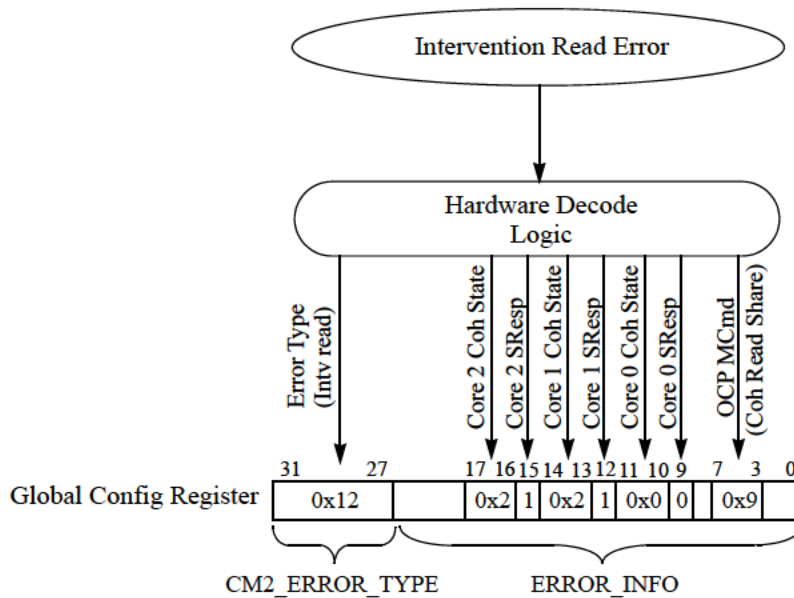 Intervention Read Error
Hardware Decode
Logic
Error Type
(Intv read)
Core 2 Coh State
Core 2 SResp
Core 1 Coh State
Core 1 SResp
Core 0 Coh State
Core 0 SResp
OCP MCmd
(Coh Read Share)
31 27 17 16 15 14 13 12 11 10 9 7 3 0
Global Config Register 0x12 0x2 1 0x2 1 0x0 0 0x9
CM2_ERROR_TYPE ERROR_INFO